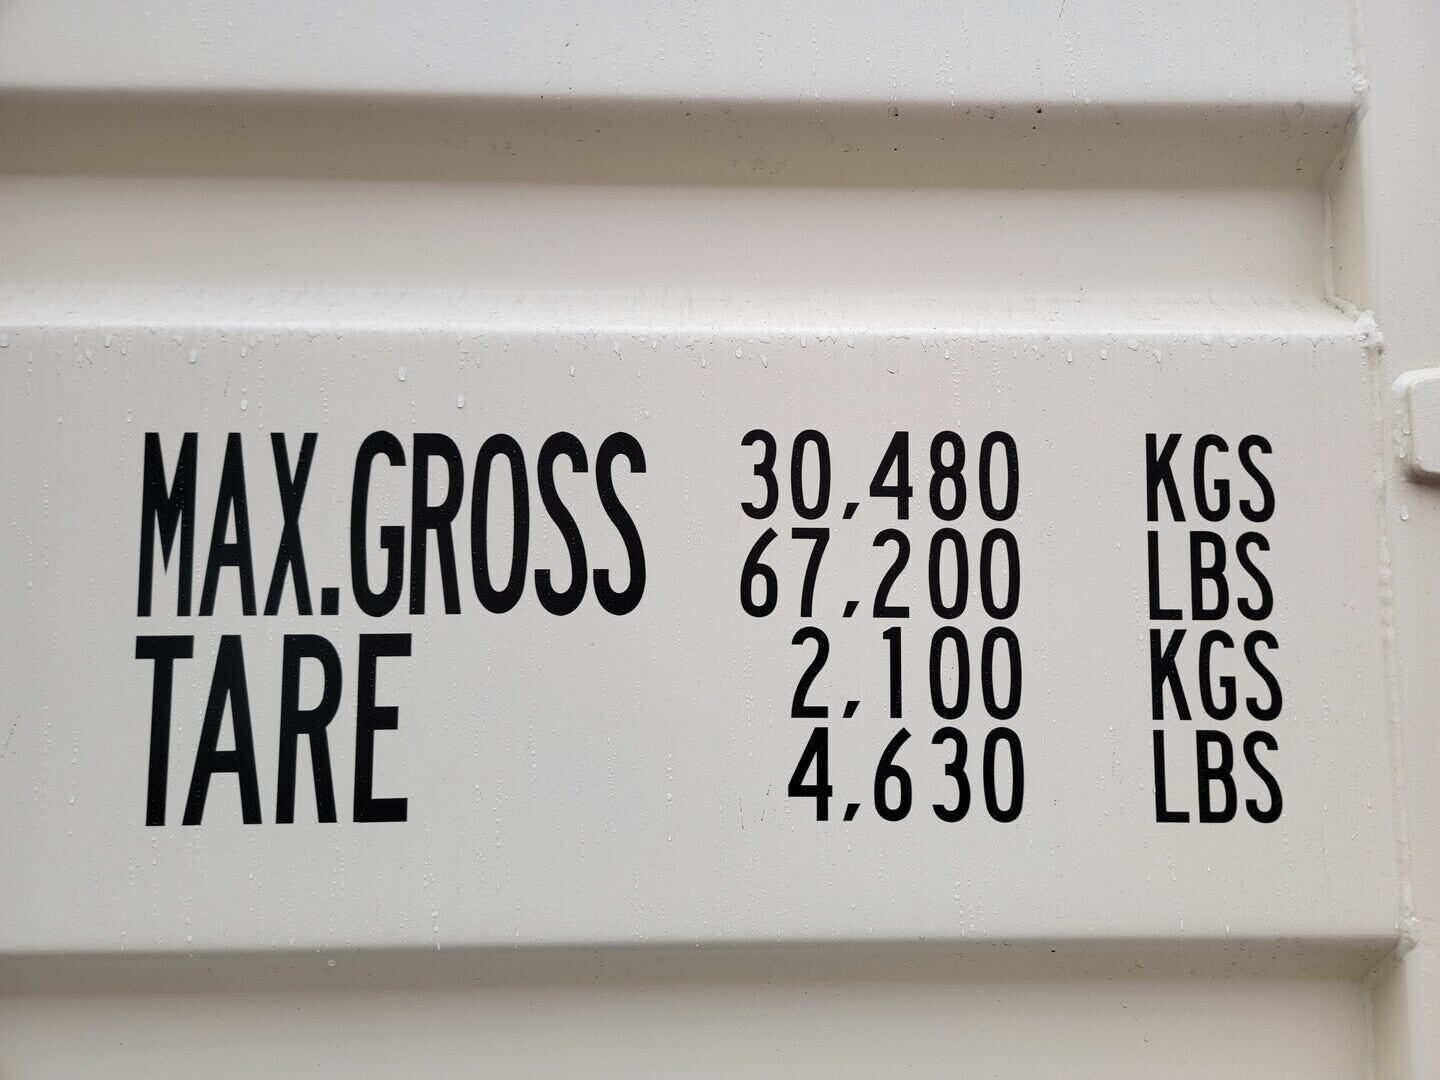 MAX.GROSS 30,480 KGS
67,200 LBS
TARE 2,100 KGS
4,630 LBS